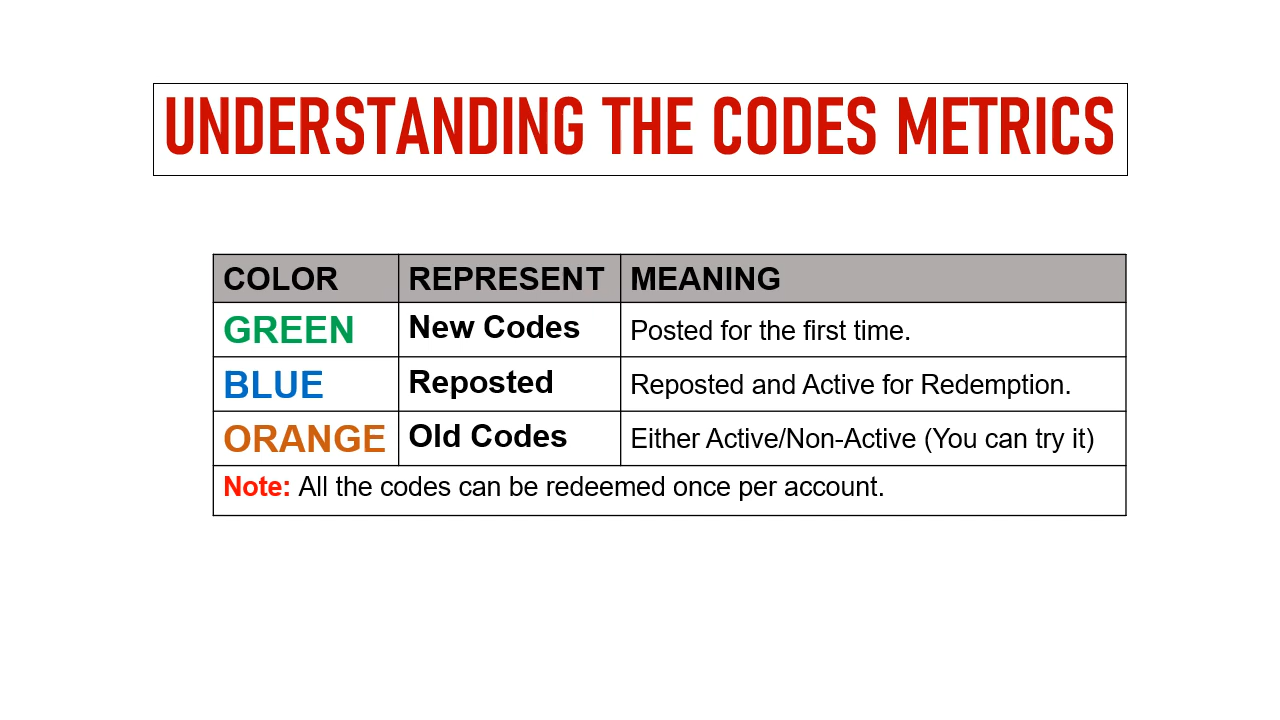 UNDERSTANDING THE CODES METRICS
COLOR REPRESENT MEANING
GREEN New Codes Posted for the first time.
BLUE Reposted Reposted and Active for Redemption.
ORANGE Old Codes Either Active/Non-Active (You can try it)
Note: All the codes can be redeemed once per account.